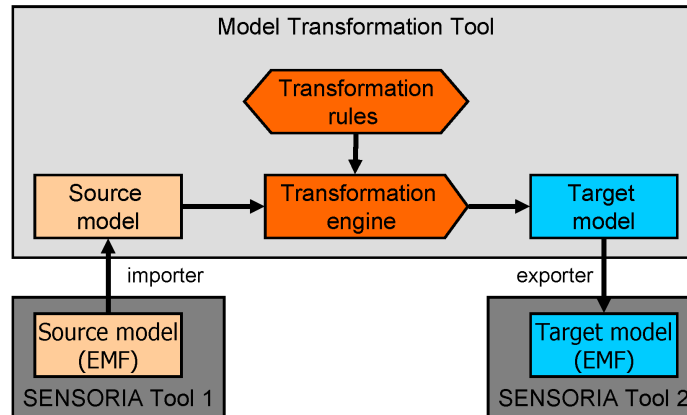 Model Transformation Tool
Transformation
rules
Source
model
Transformation
engine
Target
model
importer
exporter
Source model
(EMF)
Target model
(EMF)
SENSORIA Tool 1
SENSORIA Tool 2